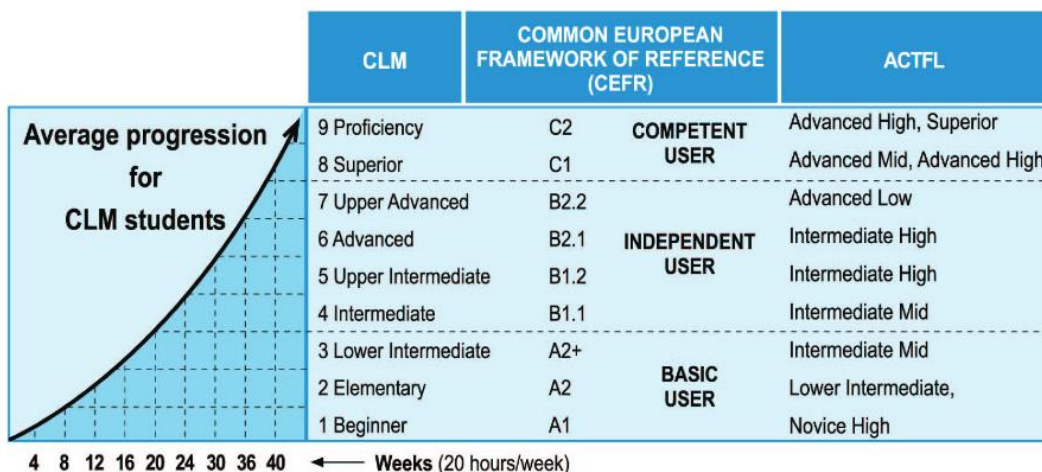 CLM
COMMON EUROPEAN
FRAMEWORK OF REFERENCE
(CEFR)
ACTFL
Average progression
for
CLM students
9 Proficiency C2 Advanced High, Superior
COMPETENT
USER
8 Superior C1 Advanced Mid, Advanced High
7 Upper Advanced B2.2 Advanced Low
6 Advanced B2.1 Intermediate High
INDEPENDENT
USER
5 Upper Intermediate B1.2 Intermediate High
4 Intermediate B1.1 Intermediate Mid
3 Lower Intermediate A2+ Intermediate Mid
BASIC
USER
2 Elementary A2 Lower Intermediate,
1 Beginner A1 Novice High
4 8 12 16 20 24 30 36 40 Weeks (20 hours/week)